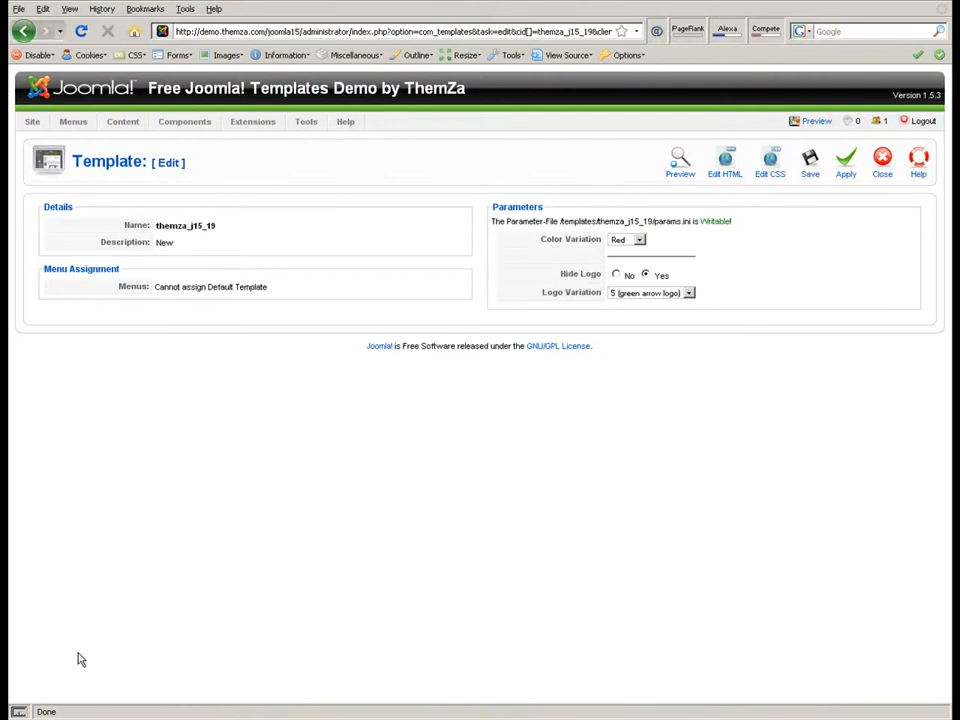 File Edit View History Bookmarks Tools Help
http://demo.themza.com/joomla15/administrator/index.php?option=com_templates&task=edit&cid[]=themza_j15_19&clier PageRank Alexa Compete G Google
Disable Cookies CSS Forms Images Information Miscellaneous Outline Resize Tools View Source Options
Joomla! Free Joomla! Templates Demo by ThemZa
Version 1.5.3
Site Menus Content Components Extensions Tools Help Preview 0 1 Logout
Template: [ Edit ]
Preview Edit HTML Edit CSS Save Apply Close Help
Details
Name: themza_j15_19
Description: New
Menu Assignment
Menus: Cannot assign Default Template
Parameters
The Parameter-File /templates/themza_j15_19/params.ini is Writable!
Color Variation Red
Hide Logo No Yes
Logo Variation 5 (green arrow logo)
Joomla! is Free Software released under the GNU/GPL License.
Done